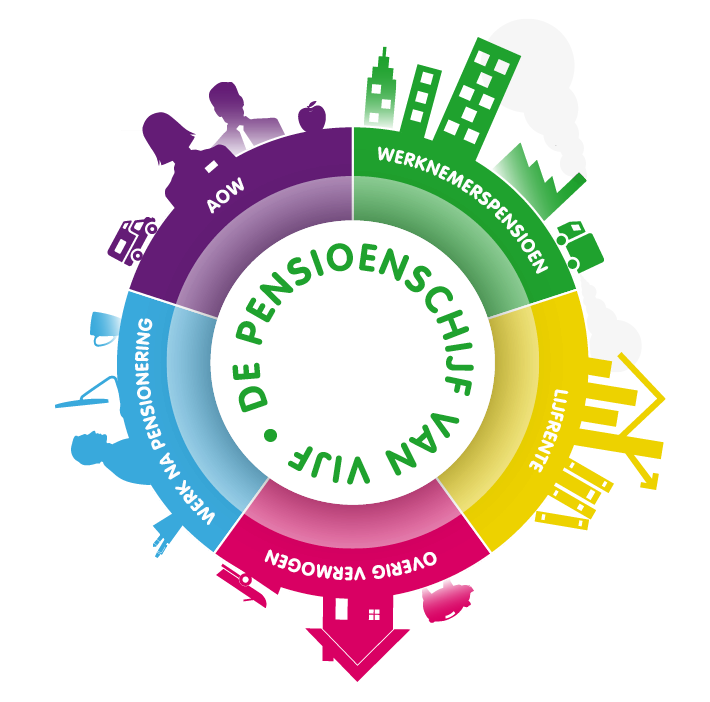 DE PENSIOENSCHIJF VAN VIJF •
WERKNEMERSPENSIOEN
LIJFRENTE
OVERIG VERMOGEN
WERK NA PENSIONERING
AOW